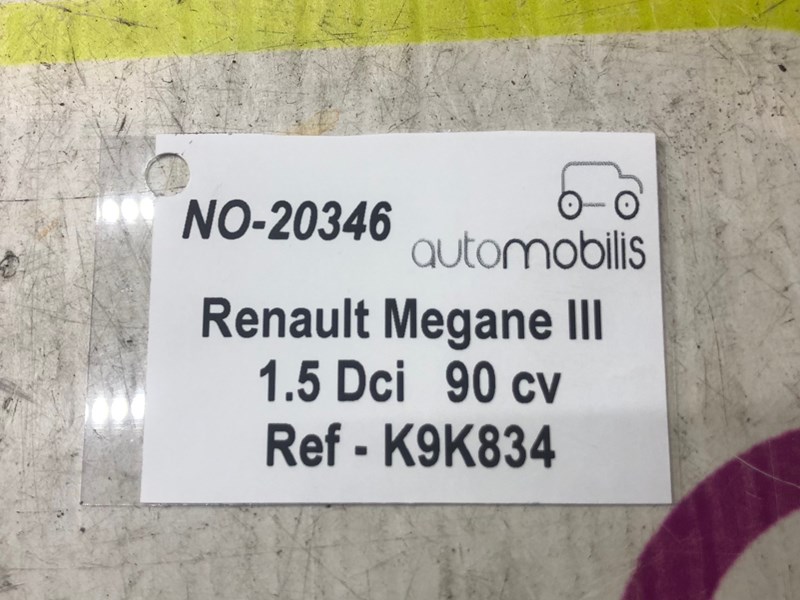 NO-20346
automobilis
Renault Megane III
1.5 Dci 90 cv
Ref - K9K834